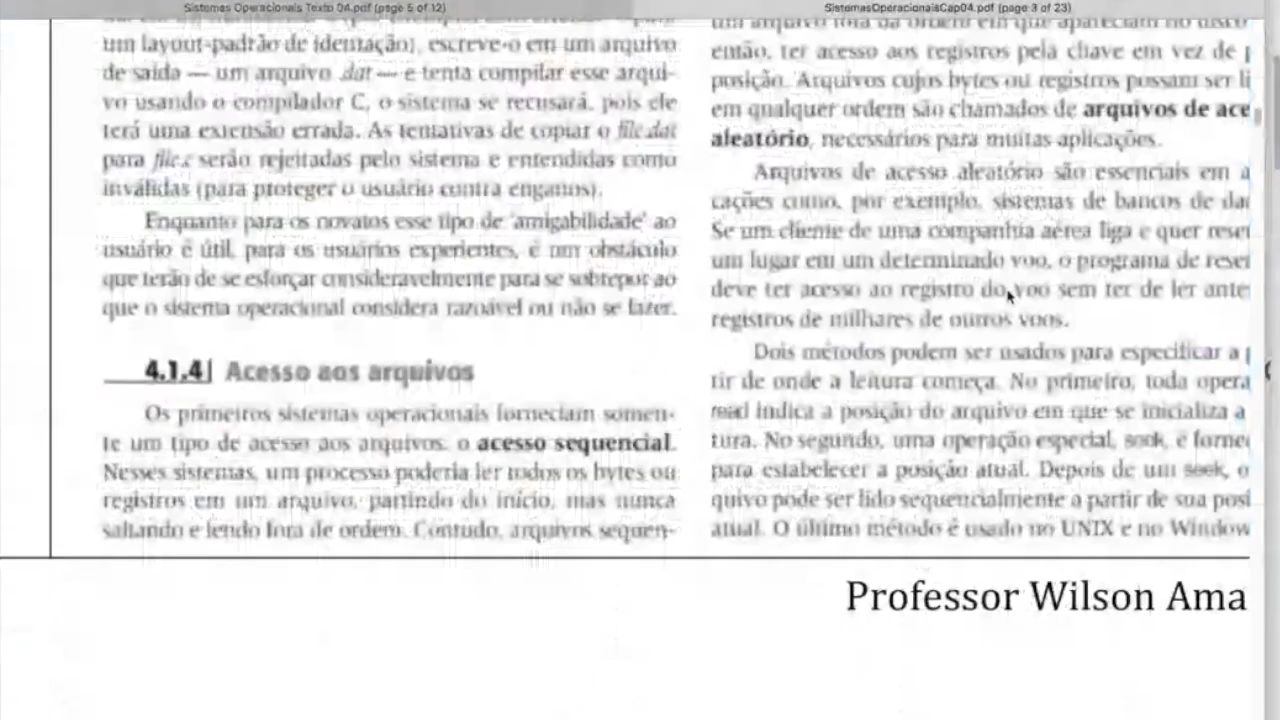 Sistemas Operacionais Texto 04.pdf (page 5 of 12)
SistemasOperacionaisCap04.pdf (page 3 of 23)
um layout-padrão de identação), escreve-o em um arquivo
de saída — um arquivo .dat — e tenta compilar esse arqui-
vo usando o compilador C, o sistema se recusará, pois ele
terá uma extensão errada. As tentativas de copiar o file.dat
para file.c serão rejeitadas pelo sistema e entendidas como
inválidas (para proteger o usuário contra enganos).
Enquanto para os novatos esse tipo de 'amigabilidade' ao
usuário é útil, para os usuários experientes, é um obstáculo
que terão de se esforçar consideravelmente para se sobrepor ao
que o sistema operacional considera razoável ou não se fazer.
4.1.4 Acesso aos arquivos
Os primeiros sistemas operacionais forneciam somen-
te um tipo de acesso aos arquivos: o acesso sequencial.
Nesses sistemas, um processo poderia ler todos os bytes ou
registros em um arquivo, partindo do início, mas nunca
saltando e lendo fora de ordem. Contudo, arquivos sequen-
um arquivo fora da ordem em que apareciam no disco
então, ter acesso aos registros pela chave em vez de p
posição. Arquivos cujos bytes ou registros possam ser li
em qualquer ordem são chamados de arquivos de ace
aleatório, necessários para muitas aplicações.
Arquivos de acesso aleatório são essenciais em a
cações como, por exemplo, sistemas de bancos de da
Se um cliente de uma companhia aérea liga e quer reser
um lugar em um determinado voo, o programa de reser
deve ter acesso ao registro do voo sem ter de ler ante
registros de milhares de outros voos.
Dois métodos podem ser usados para especificar a p
tir de onde a leitura começa. No primeiro, toda opera
read indica a posição do arquivo em que se inicializa a
tura. No segundo, uma operação especial, seek, é forne
para estabelecer a posição atual. Depois de um seek, o
quivo pode ser lido sequencialmente a partir de sua posi
atual. O último método é usado no UNIX e no Window
Professor Wilson Ama